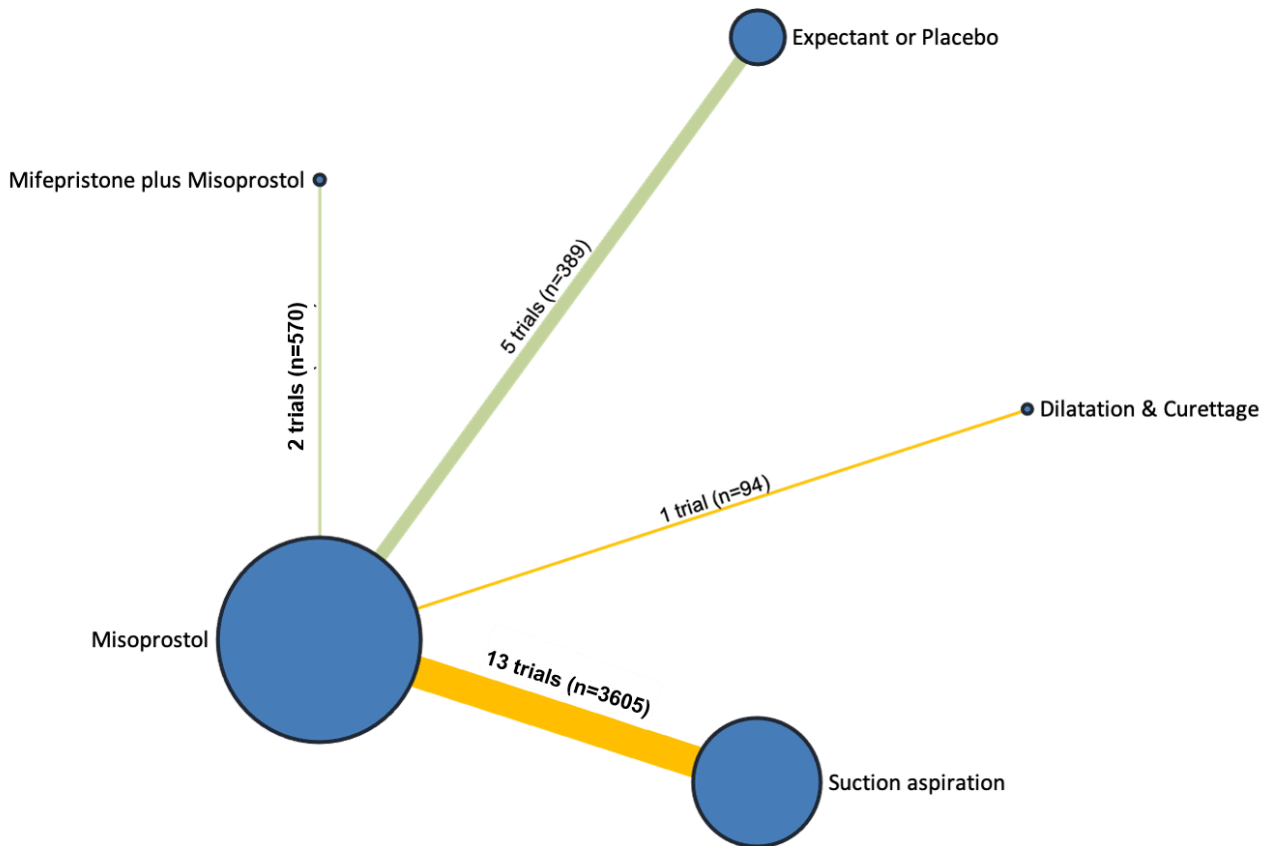 Expectant or Placebo
Mifepristone plus Misoprostol
5 trials (n=389)
2 trials (n=570)
Dilatation & Curettage
1 trial (n=94)
Misoprostol
13 trials (n=3605)
Suction aspiration